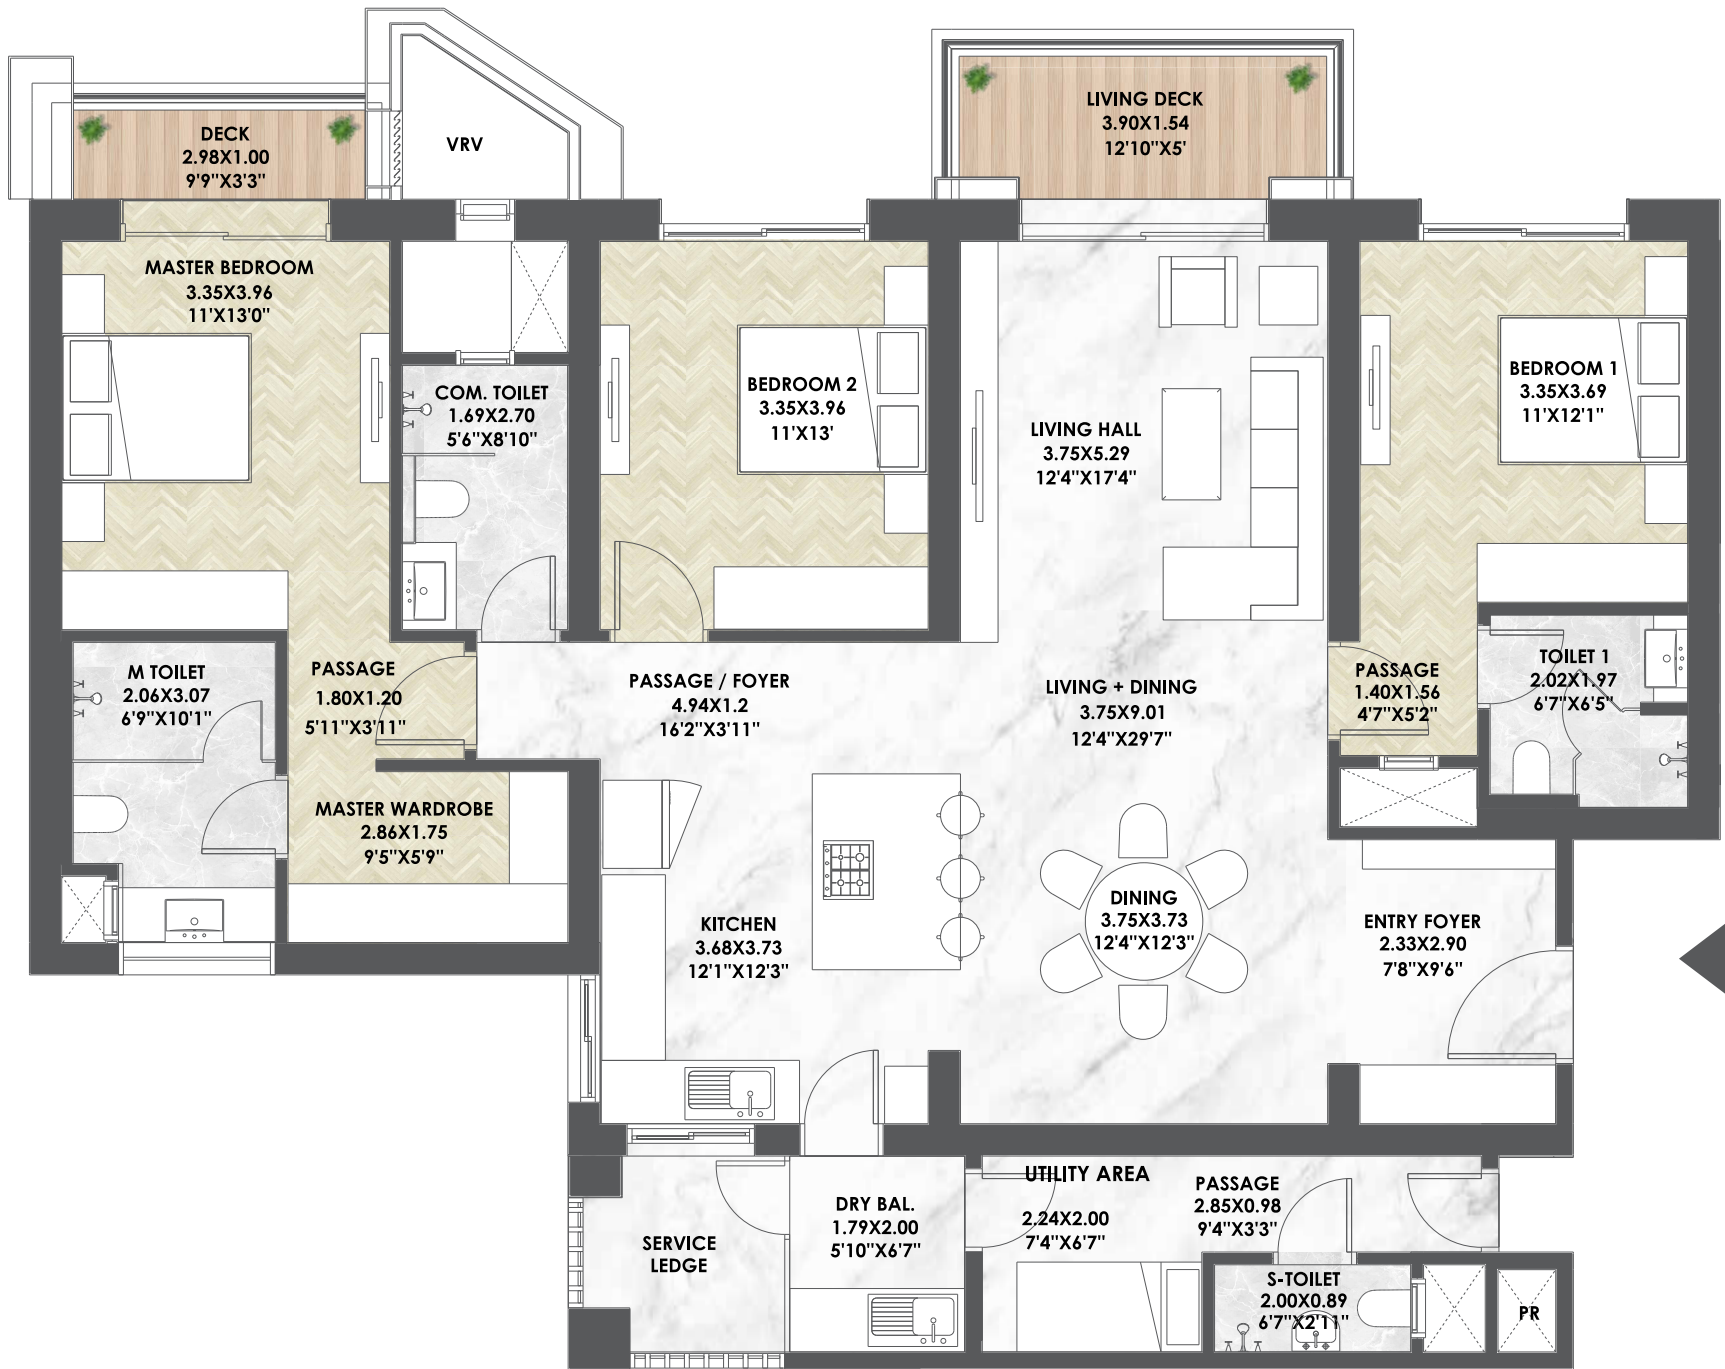 LIVING DECK
3.90X1.54
12'10"X5'
DECK
2.98X1.00
9'9"X3'3"
VRV
MASTER BEDROOM
3.35X3.96
11'X13'0"
COM. TOILET
1.69X2.70
5'6"X8'10"
BEDROOM 2
3.35X3.96
11'X13'
LIVING HALL
3.75X5.29
12'4"X17'4"
BEDROOM 1
3.35X3.69
11'X12'1"
M TOILET
2.06X3.07
6'9"X10'1"
PASSAGE
1.80X1.20
5'11"X3'11"
PASSAGE / FOYER
4.94X1.2
16'2"X3'11"
LIVING + DINING
3.75X9.01
12'4"X29'7"
PASSAGE
1.40X1.56
4'7"X5'2"
TOILET 1
2.02X1.97
6'7"X6'5"
MASTER WARDROBE
2.86X1.75
9'5"X5'9"
KITCHEN
3.68X3.73
12'1"X12'3"
DINING
3.75X3.73
12'4"X12'3"
ENTRY FOYER
2.33X2.90
7'8"X9'6"
SERVICE
LEDGE
DRY BAL.
1.79X2.00
5'10"X6'7"
UTILITY AREA
2.24X2.00
7'4"X6'7"
PASSAGE
2.85X0.98
9'4"X3'3"
S-TOILET
2.00X0.89
6'7"X2'11"
PR